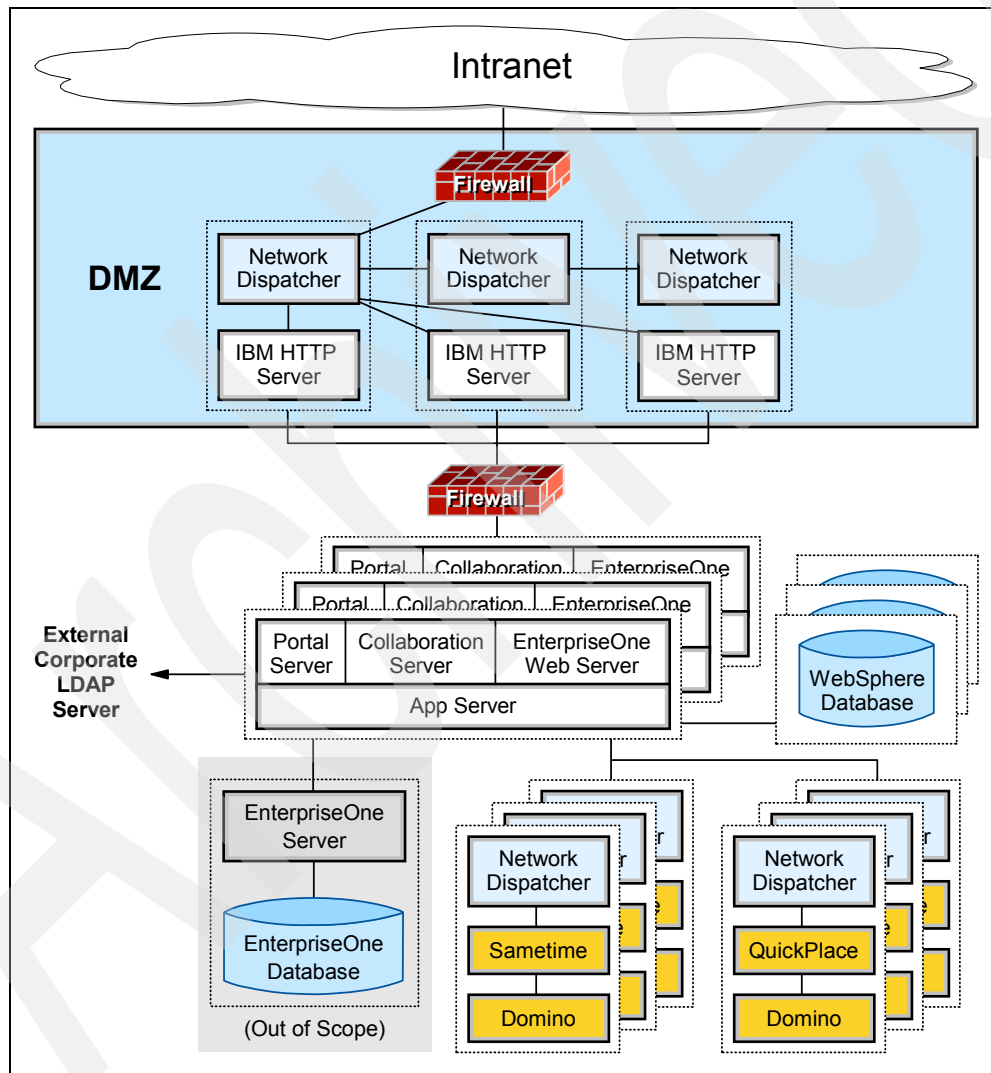 Intranet
Firewall
DMZ
Network
Dispatcher
Network
Dispatcher
Network
Dispatcher
IBM HTTP
Server
IBM HTTP
Server
IBM HTTP
Server
Firewall
Portal Collaboration EnterpriseOne
Portal Collaboration EnterpriseOne
Portal
Server
Collaboration
Server
EnterpriseOne
Web Server
App Server
External
Corporate
LDAP
Server
WebSphere
Database
EnterpriseOne
Server
EnterpriseOne
Database
(Out of Scope)
Network
Dispatcher
Sametime
Domino
Network
Dispatcher
QuickPlace
Domino